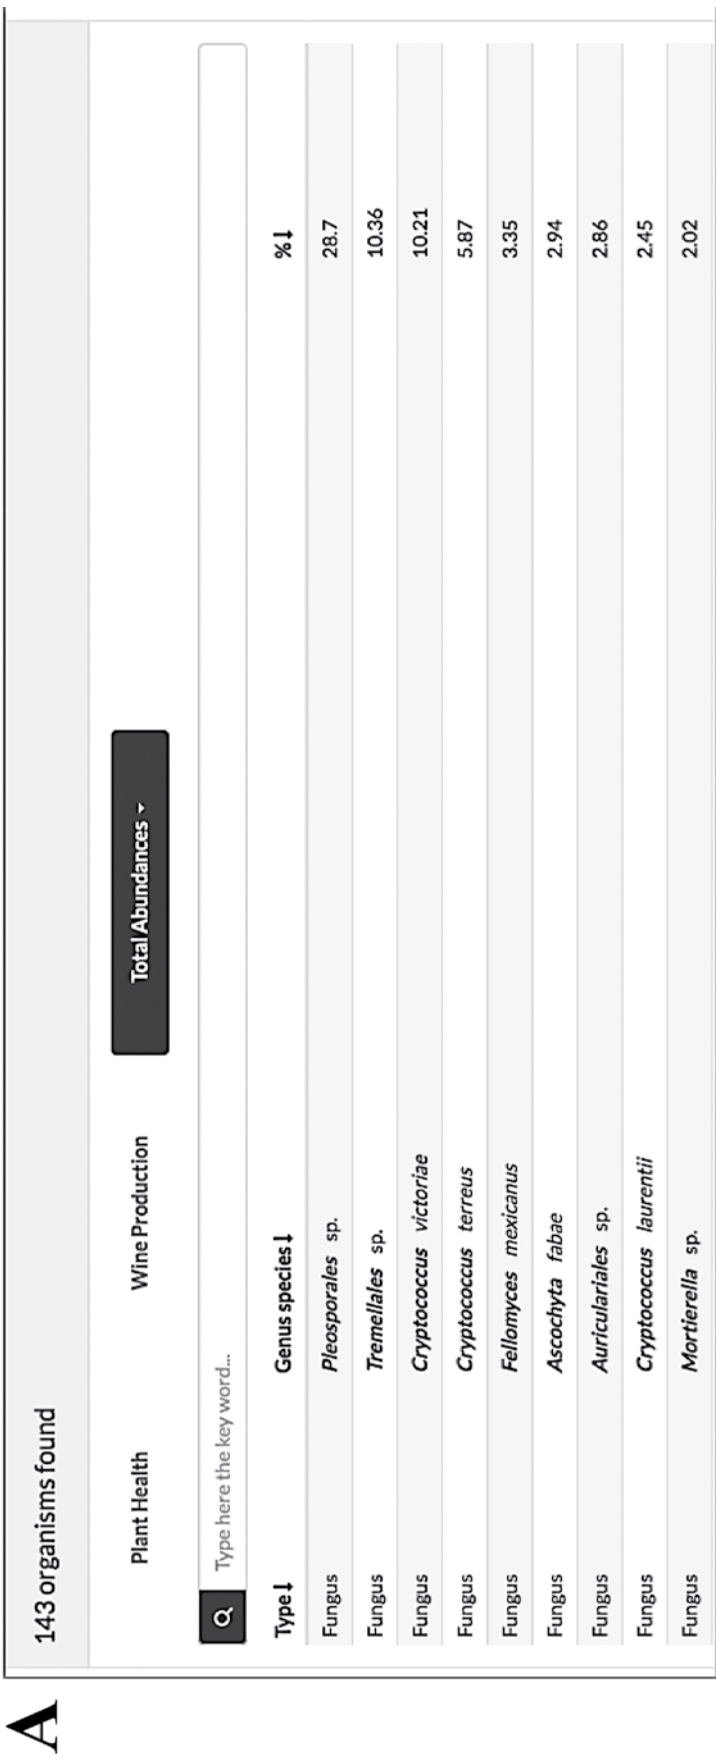 A
143 organisms found
Plant Health Wine Production Total Abundances
Type here the key word...
Type↓ Genus species↓ %↓
Fungus Pleosporales sp. 28.7
Fungus Tremellales sp. 10.36
Fungus Cryptococcus victoriae 10.21
Fungus Cryptococcus terreus 5.87
Fungus Fellomyces mexicanus 3.35
Fungus Ascochyta fabae 2.94
Fungus Auriculariales sp. 2.86
Fungus Cryptococcus laurentii 2.45
Fungus Mortierella sp. 2.02